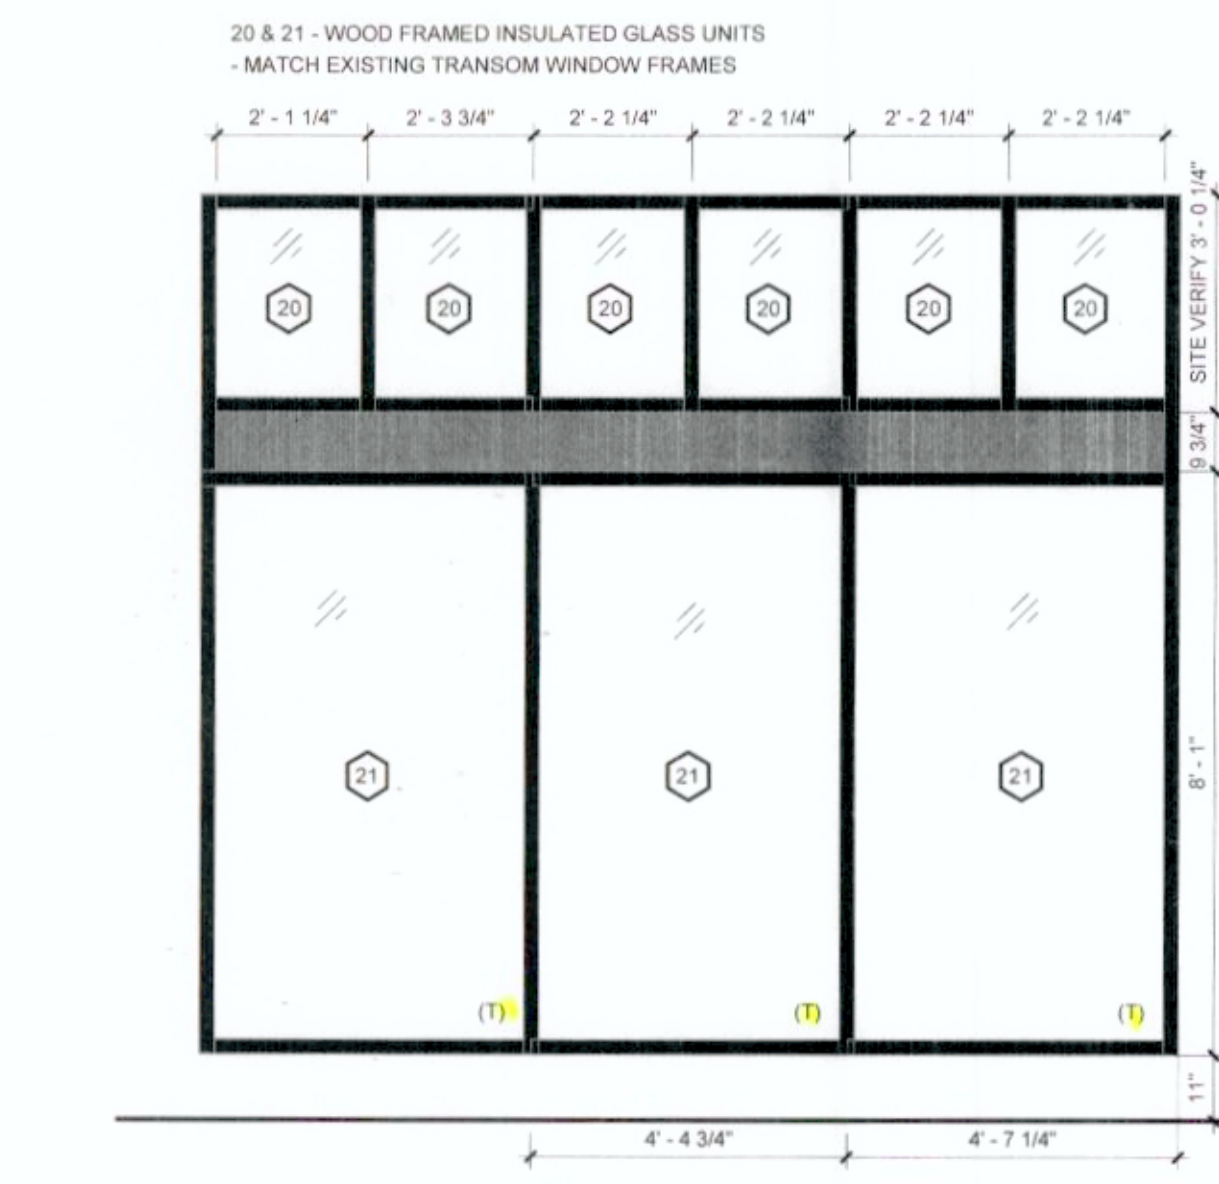 20 & 21 - WOOD FRAMED INSULATED GLASS UNITS
- MATCH EXISTING TRANSOM WINDOW FRAMES
2' - 1 1/4" 2' - 3 3/4" 2' - 2 1/4" 2' - 2 1/4" 2' - 2 1/4" 2' - 2 1/4"
SITE VERIFY 3' - 0 1/4"
20 20 20 20 20 20
9 3/4"
21 21 21
8' - 1"
(T) (T) (T)
11"
4' - 4 3/4" 4' - 7 1/4"